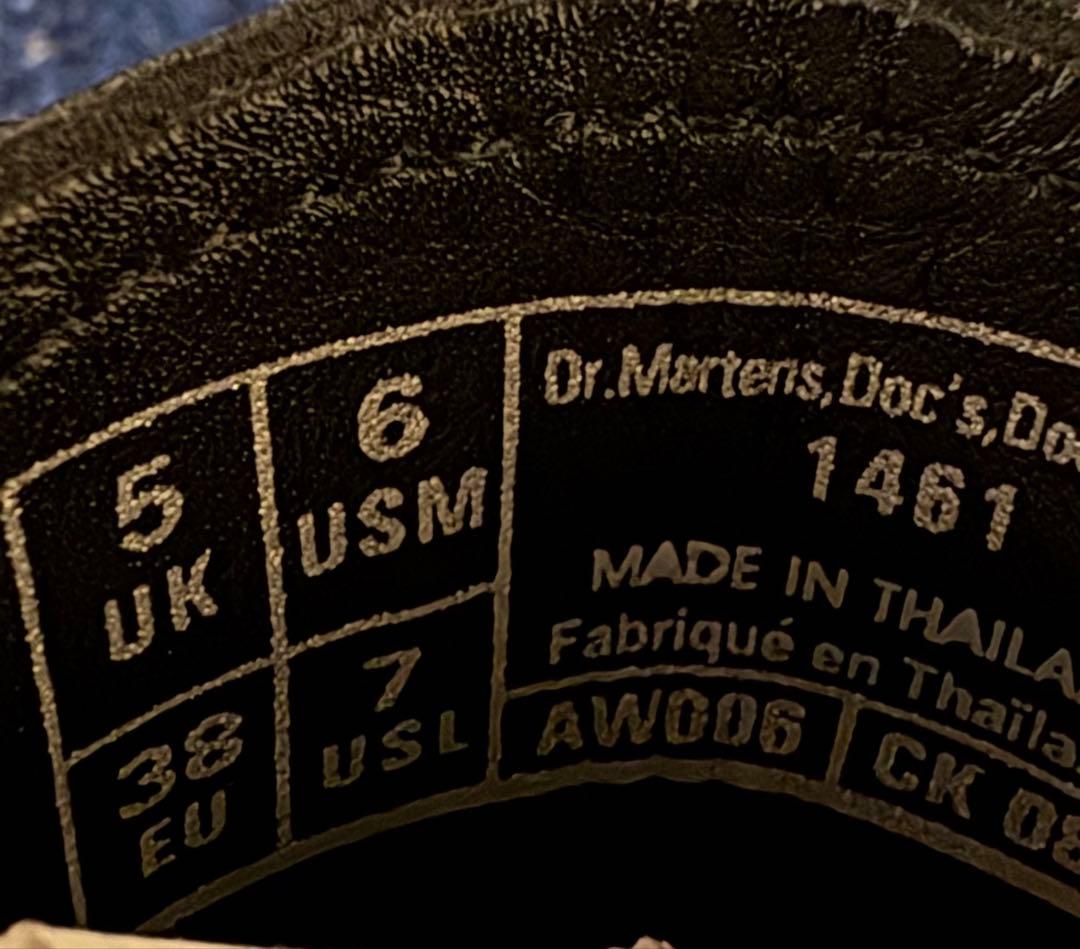 5
UK
6
USM
38
EU
7
USL
Dr.Martens,Doc's,Do
1461
MADE IN THAILA
Fabriqué en Thaïla
AW006
CK 08